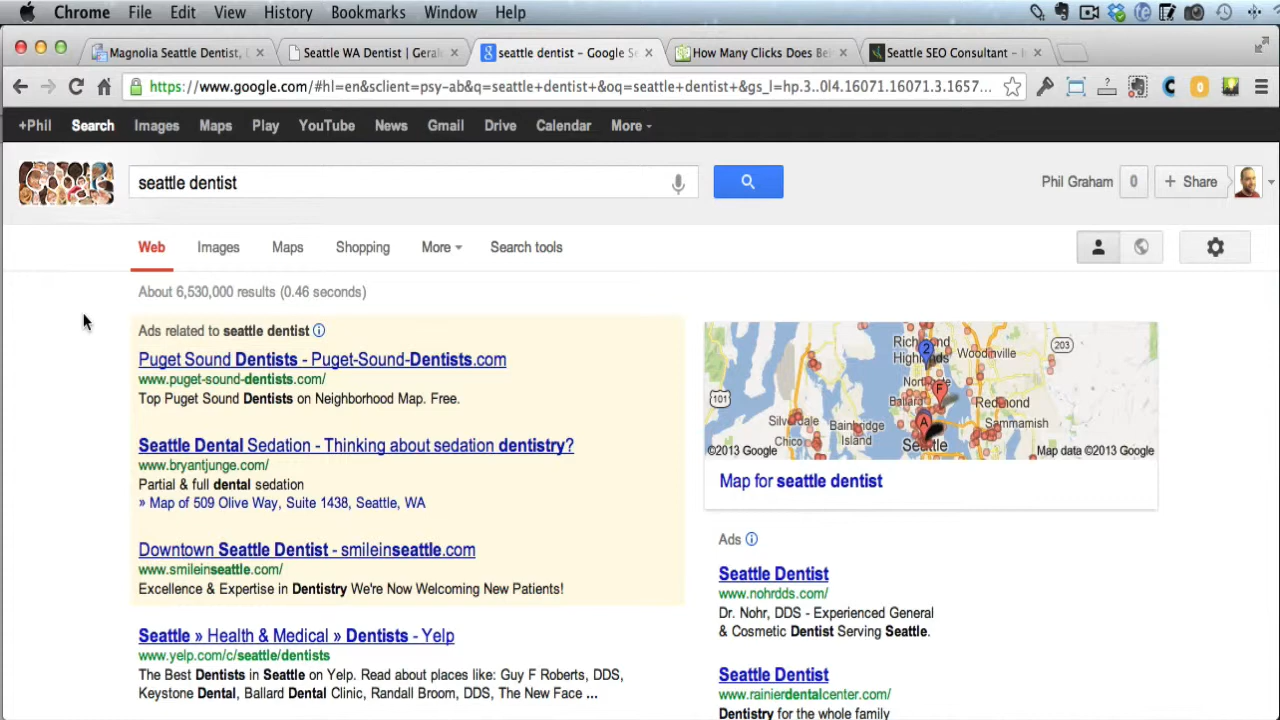 Chrome File Edit View History Bookmarks Window Help
Magnolia Seattle Dentist,
Seattle WA Dentist | Geral
seattle dentist - Google Se
How Many Clicks Does Bei
Seattle SEO Consultant - I
https://www.google.com/#hl=en&sclient=psy-ab&q=seattle+dentist+&oq=seattle+dentist+&gs_l=hp.3..0l4.16071.16071.3.1657...
+Phil Search Images Maps Play YouTube News Gmail Drive Calendar More
seattle dentist
Phil Graham 0 + Share
Web Images Maps Shopping More Search tools
About 6,530,000 results (0.46 seconds)
Ads related to seattle dentist
Puget Sound Dentists - Puget-Sound-Dentists.com
www.puget-sound-dentists.com/
Top Puget Sound Dentists on Neighborhood Map. Free.
Seattle Dental Sedation - Thinking about sedation dentistry?
www.bryantjunge.com/
Partial & full dental sedation
» Map of 509 Olive Way, Suite 1438, Seattle, WA
Downtown Seattle Dentist - smileinseattle.com
www.smileinseattle.com/
Excellence & Expertise in Dentistry We're Now Welcoming New Patients!
Seattle » Health & Medical » Dentists - Yelp
www.yelp.com/c/seattle/dentists
The Best Dentists in Seattle on Yelp. Read about places like: Guy F Roberts, DDS,
Keystone Dental, Ballard Dental Clinic, Randall Broom, DDS, The New Face ...
Richmond
Highlands
2
Woodinville
203
101
F
Redmond
Silverdale
Bainbridge
Island
Sammamish
Chico
A
Seattle
©2013 Google
Map data ©2013 Google
Map for seattle dentist
Ads
Seattle Dentist
www.nohrdds.com/
Dr. Nohr, DDS - Experienced General
& Cosmetic Dentist Serving Seattle.
Seattle Dentist
www.rainierdentalcenter.com/
Dentistry for the whole family